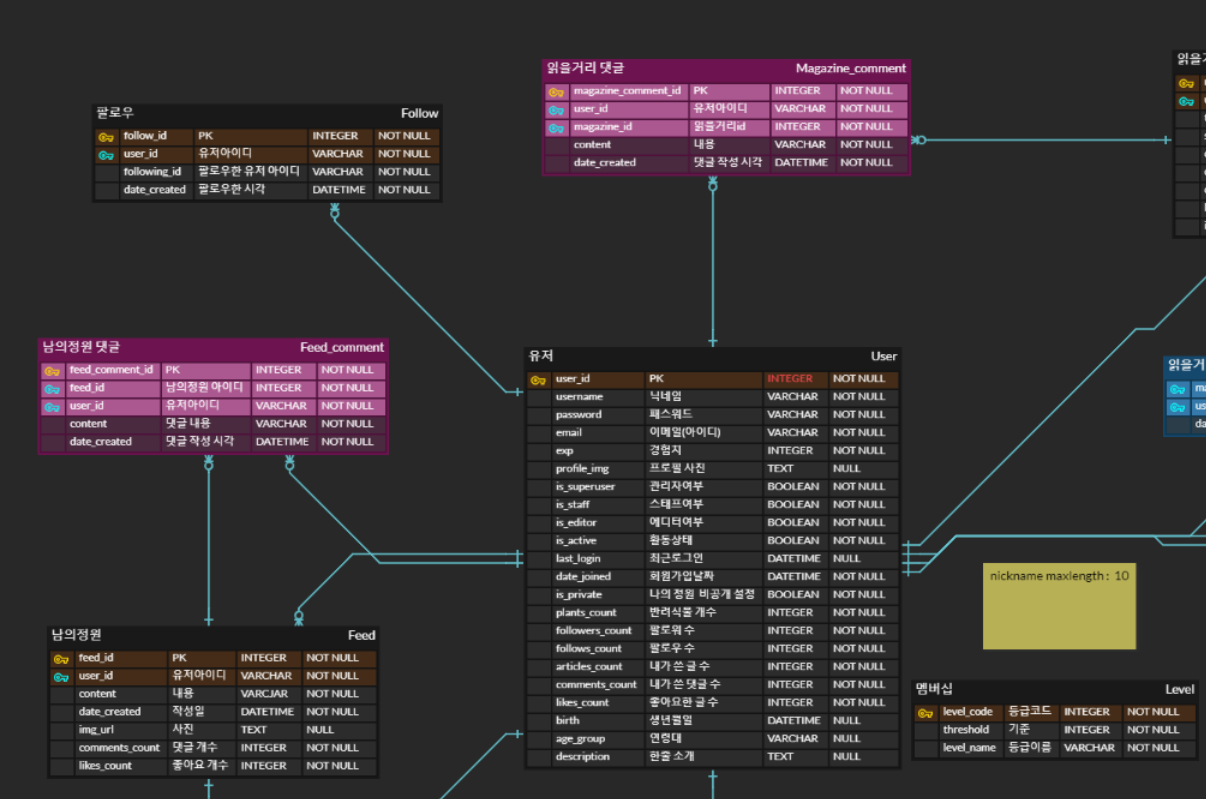 팔로우 Follow
follow_id PK INTEGER NOT NULL
user_id 유저아이디 VARCHAR NOT NULL
following_id 팔로우한 유저 아이디 VARCHAR NOT NULL
date_created 팔로우한 시각 DATETIME NOT NULL
읽을거리 댓글 Magazine_comment
magazine_comment_id PK INTEGER NOT NULL
user_id 유저아이디 VARCHAR NOT NULL
magazine_id 읽을거리id INTEGER NOT NULL
content 내용 VARCHAR NOT NULL
date_created 댓글 작성 시각 DATETIME NOT NULL
남의정원 댓글 Feed_comment
feed_comment_id PK INTEGER NOT NULL
feed_id 남의정원 아이디 INTEGER NOT NULL
user_id 유저아이디 VARCHAR NOT NULL
content 댓글 내용 VARCHAR NOT NULL
date_created 댓글 작성 시각 DATETIME NOT NULL
유저 User
user_id PK INTEGER NOT NULL
username 닉네임 VARCHAR NOT NULL
password 패스워드 VARCHAR NOT NULL
email 이메일(아이디) VARCHAR NOT NULL
exp 경험치 INTEGER NOT NULL
profile_img 프로필 사진 TEXT NULL
is_superuser 관리자여부 BOOLEAN NOT NULL
is_staff 스태프여부 BOOLEAN NOT NULL
is_editor 에디터여부 BOOLEAN NOT NULL
is_active 활동상태 BOOLEAN NOT NULL
last_login 최근로그인 DATETIME NULL
date_joined 회원가입날짜 DATETIME NOT NULL
is_private 나의 정원 비공개 설정 BOOLEAN NOT NULL
plants_count 반려식물 개수 INTEGER NOT NULL
followers_count 팔로워 수 INTEGER NOT NULL
follows_count 팔로우 수 INTEGER NOT NULL
articles_count 내가 쓴 글 수 INTEGER NOT NULL
comments_count 내가 쓴 댓글 수 INTEGER NOT NULL
likes_count 좋아요한 글 수 INTEGER NOT NULL
birth 생년월일 DATETIME NULL
age_group 연령대 VARCHAR NULL
description 한줄 소개 TEXT NULL
남의정원 Feed
feed_id PK INTEGER NOT NULL
user_id 유저아이디 VARCHAR NOT NULL
content 내용 VARCJAR NOT NULL
date_created 작성일 DATETIME NOT NULL
img_url 사진 TEXT NULL
comments_count 댓글 개수 INTEGER NOT NULL
likes_count 좋아요 개수 INTEGER NOT NULL
nickname maxlength : 10
멤버십 Level
level_code 등급코드 INTEGER NOT NULL
threshold 기준 INTEGER NOT NULL
level_name 등급이름 VARCHAR NOT NULL